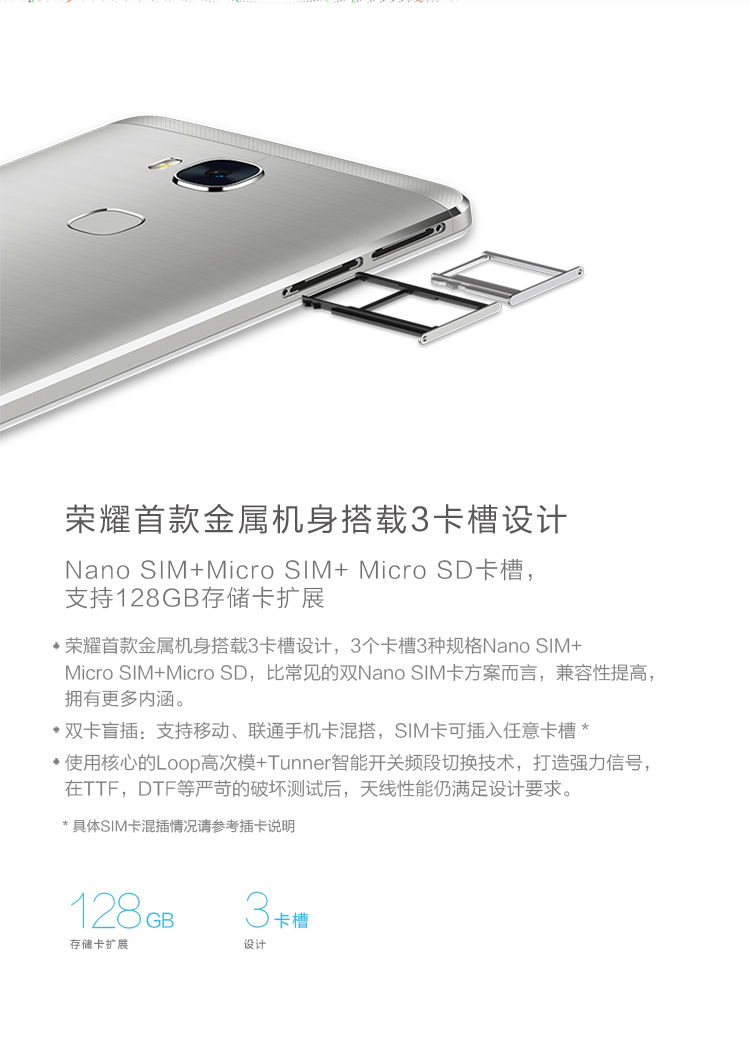 荣耀首款金属机身搭载3卡槽设计
Nano SIM+Micro SIM+ Micro SD卡槽，
支持128GB存储卡扩展
荣耀首款金属机身搭载3卡槽设计，3个卡槽3种规格Nano SIM+
Micro SIM+Micro SD，比常见的双Nano SIM卡方案而言，兼容性提高，
拥有更多内涵。
双卡盲插：支持移动、联通手机卡混搭，SIM卡可插入任意卡槽 *
使用核心的Loop高次模+Tunner智能开关频段切换技术，打造强力信号，
在TTF，DTF等严苛的破坏测试后，天线性能仍满足设计要求。
* 具体SIM卡混插情况请参考插卡说明
128GB
存储卡扩展
3卡槽
设计